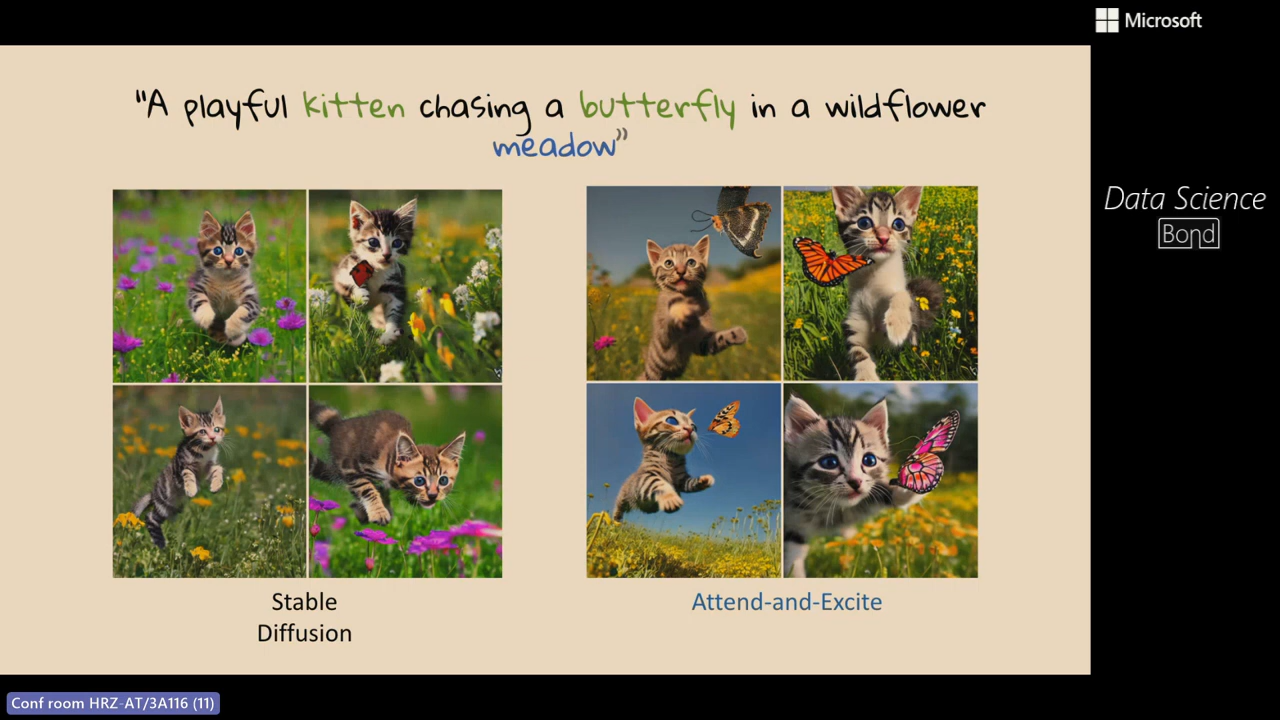 Microsoft
"A playful kitten chasing a butterfly in a wildflower
meadow"
Data Science
Bond
Stable
Diffusion
Attend-and-Excite
Conf room HRZ-AT/3A116 (11)